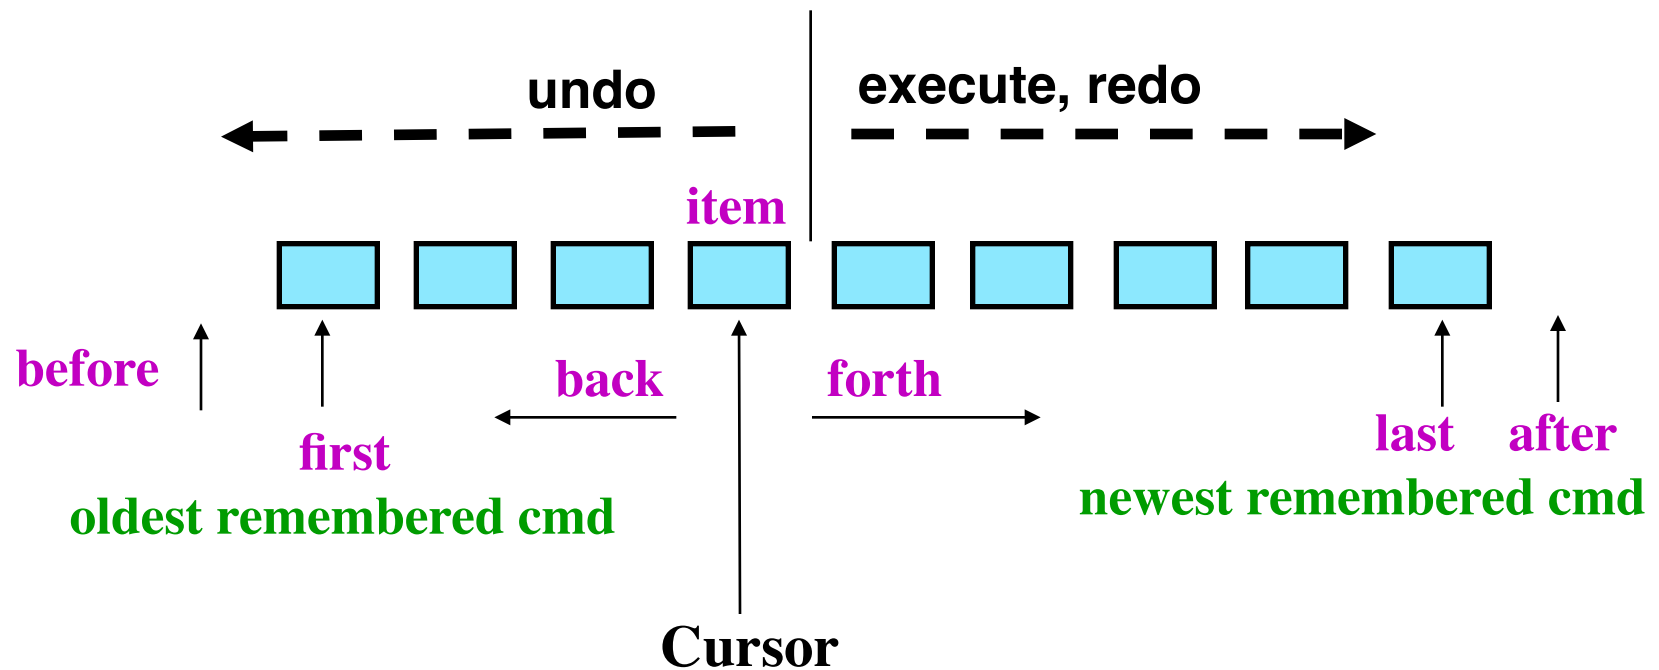 undo
execute, redo
item
before
back
forth
first
last
after
oldest remembered cmd
newest remembered cmd
Cursor